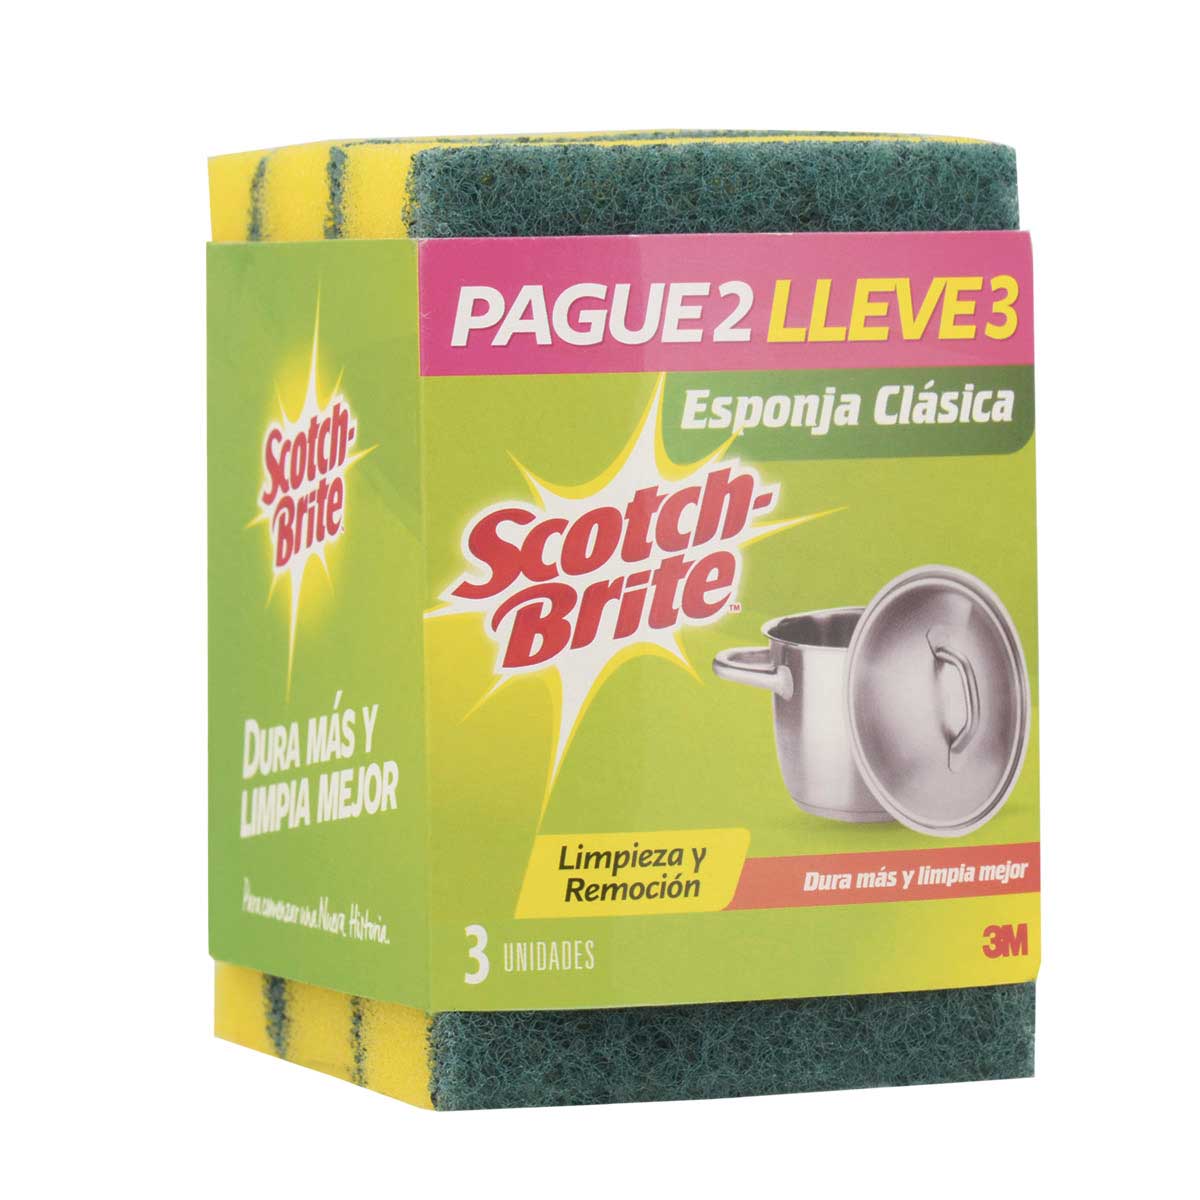 PAGUE 2 LLEVE 3
Esponja Clásica
Scotch-
Brite™
Limpieza y
Remoción
Dura más y limpia mejor
3 UNIDADES
3M
Scotch-
Brite
DURA MÁS Y
LIMPIA MEJOR
Para comenzar una Nueva Historia.